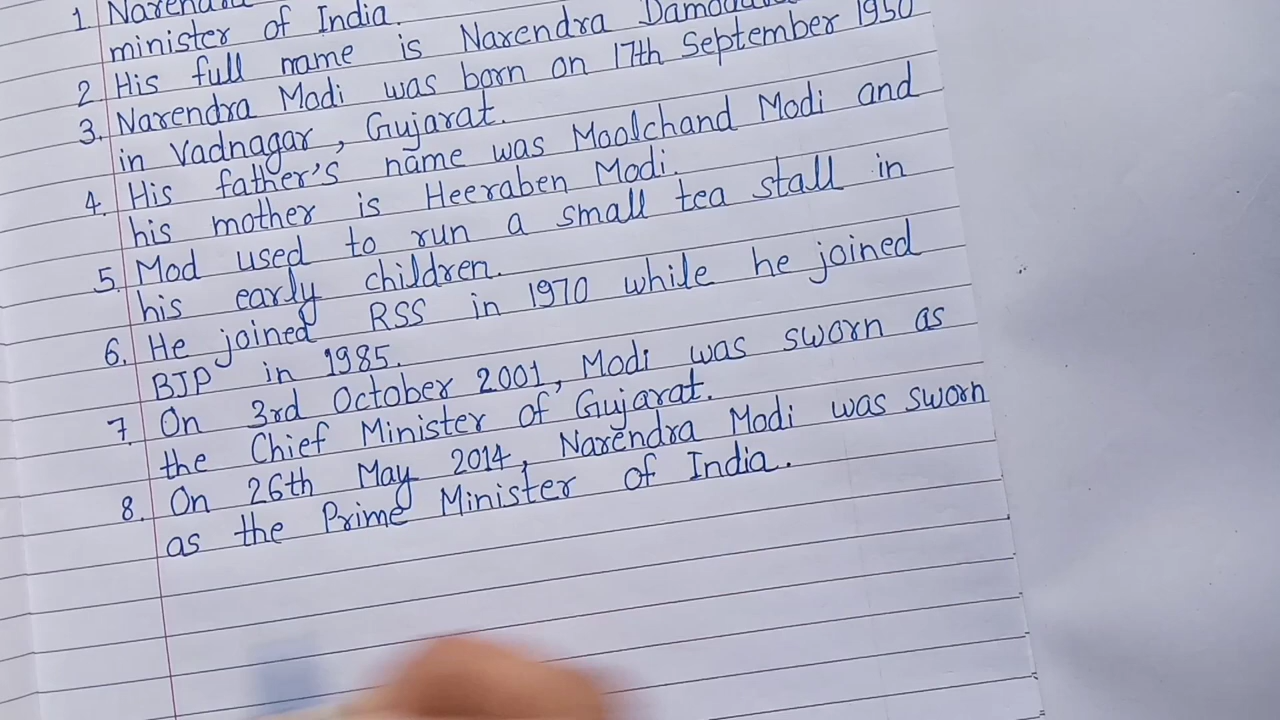 1 Narendra
minister of India.
2 His full name is Narendra
3. Narendra Modi was born on 17th September 1950
in Vadnagar, Gujarat.
4. His father's name was Moolchand Modi and
his mother is Heeraben Modi.
5. Mod used to run a small tea stall in
his early children.
6. He joined RSS in 1970 while he joined
BJP in 1985.
7. On 3rd October 2001, Modi was sworn as
the Chief Minister of Gujarat.
8. On 26th May 2014, Narendra Modi was sworn
as the Prime Minister of India.